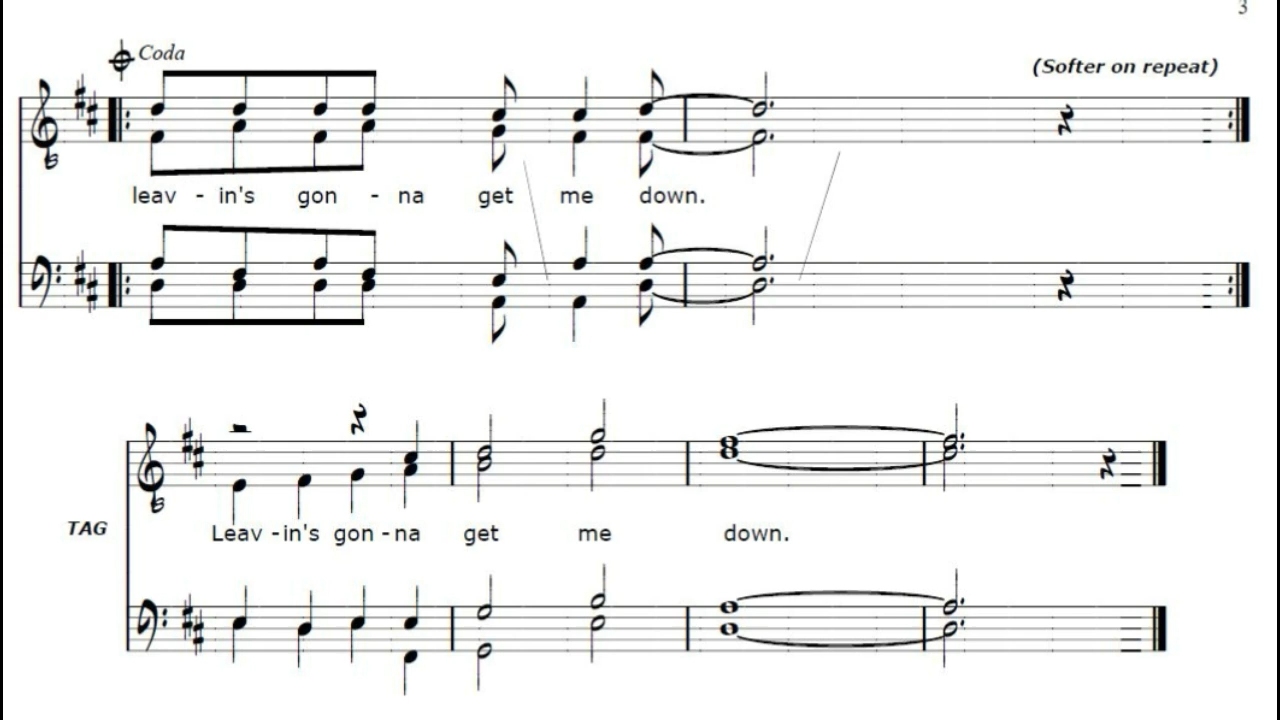 3
Coda
(Softer on repeat)
leav - in's gon - na get me down.
TAG
Leav - in's gon - na get me down.